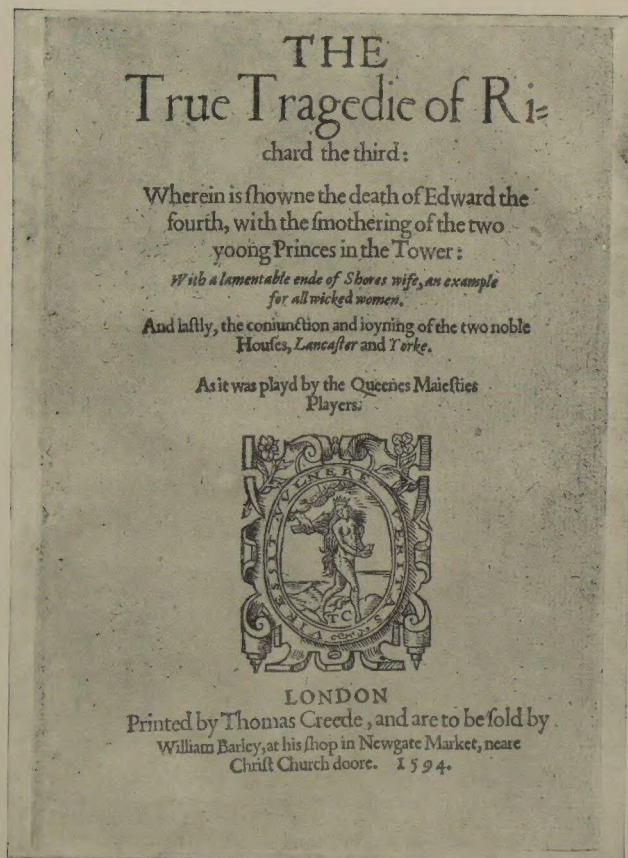 THE
True Tragedie of Ri⸗
chard the third:
Wherein is ſhowne the death of Edward the
fourth, with the ſmothering of the two
yoong Princes in the Tower:
With a lamentable ende of Shores wife, an example
for all wicked women.
And laſtly, the coniunction and ioyning of the two noble
Houſes, Lancaſter and Yorke.
As it was playd by the Queenes Maieſties
Players.
VIRESSIT VULNERE VERITAS
TC
LONDON
Printed by Thomas Creede, and are to be ſold by
William Barley, at his ſhop in Newgate Market, neare
Chriſt Church doore. 1594.